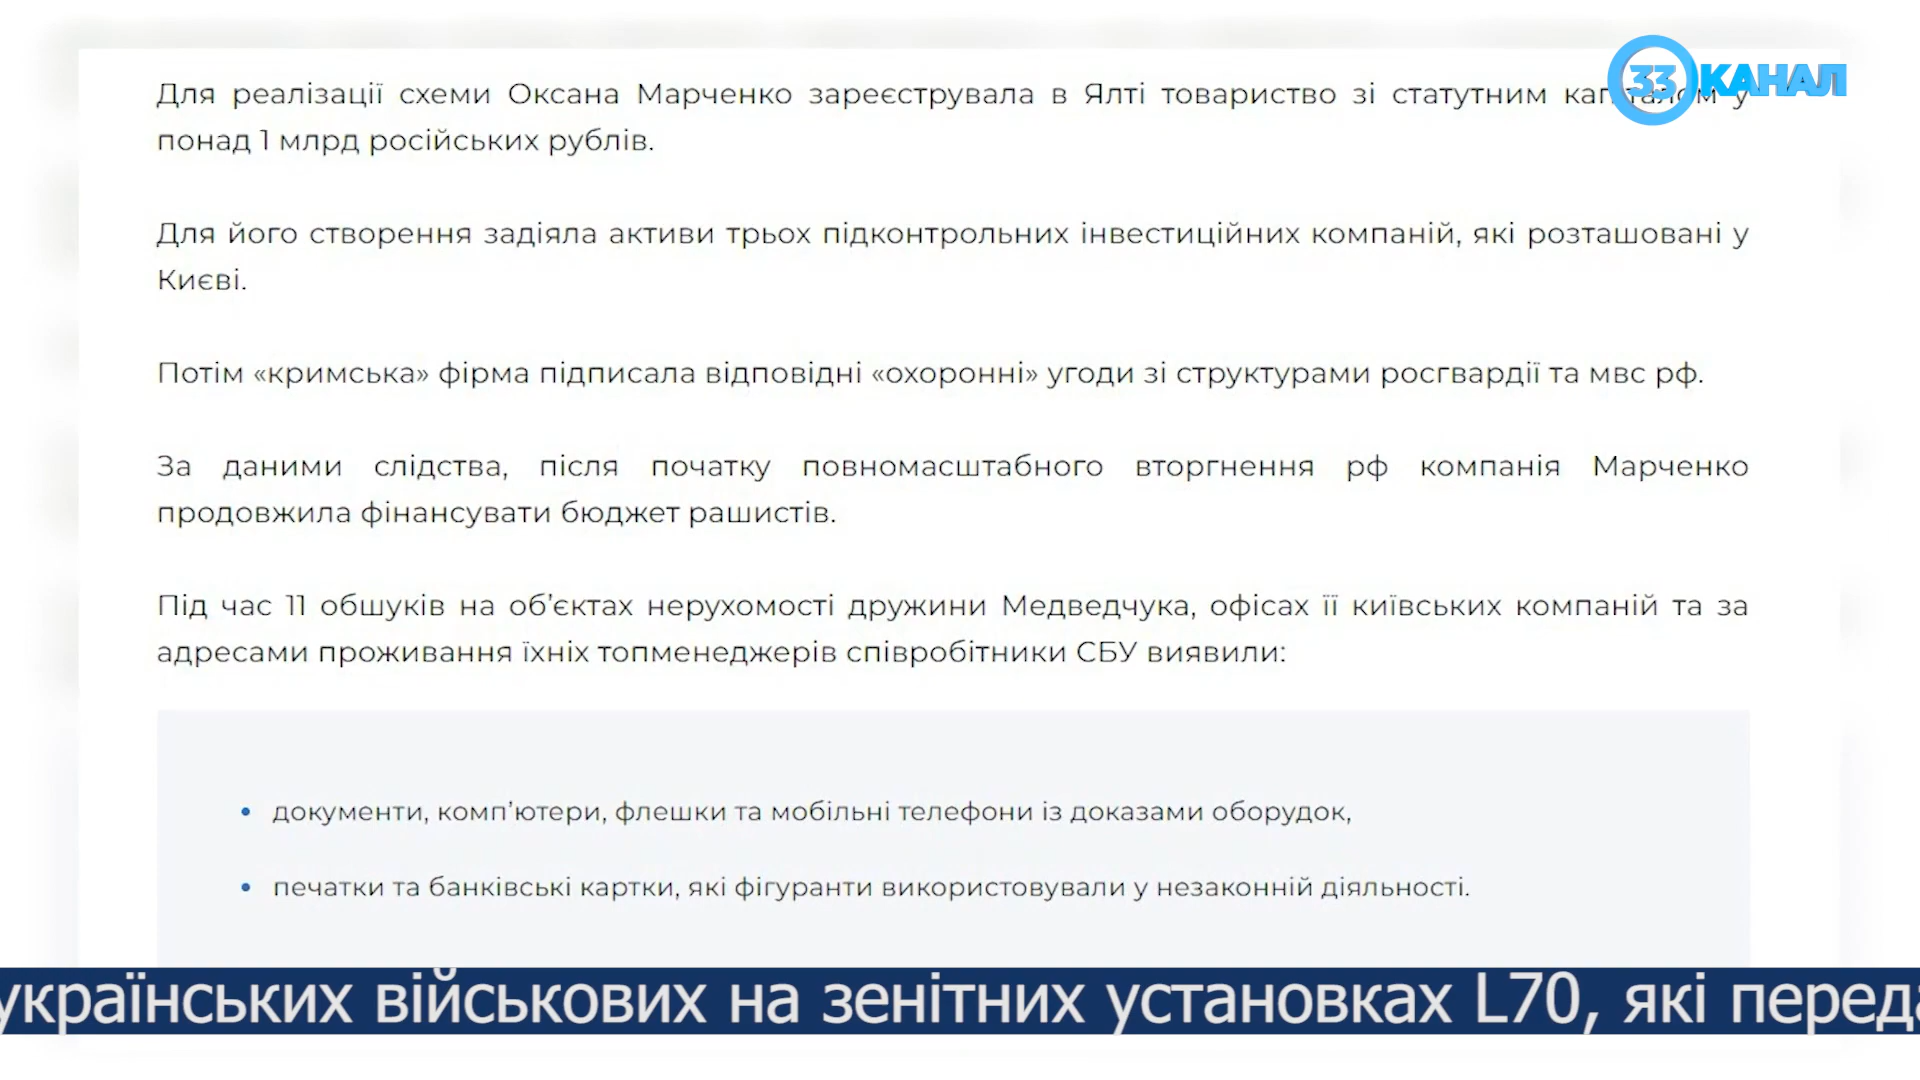 Для реалізації схеми Оксана Марченко зареєструвала в Ялті товариство зі статутним капіталом у
33 КАНАЛ
понад 1 млрд російських рублів.
Для його створення задіяла активи трьох підконтрольних інвестиційних компаній, які розташовані у
Києві.
Потім «кримська» фірма підписала відповідні «охоронні» угоди зі структурами росгвардії та мвс рф.
За даними слідства, після початку повномасштабного вторгнення рф компанія Марченко
продовжила фінансувати бюджет рашистів.
Під час 11 обшуків на об’єктах нерухомості дружини Медведчука, офісах її київських компаній та за
адресами проживання їхніх топменеджерів співробітники СБУ виявили:
• документи, комп’ютери, флешки та мобільні телефони із доказами оборудок,
• печатки та банківські картки, які фігуранти використовували у незаконній діяльності.
українських військових на зенітних установках L70, які переда